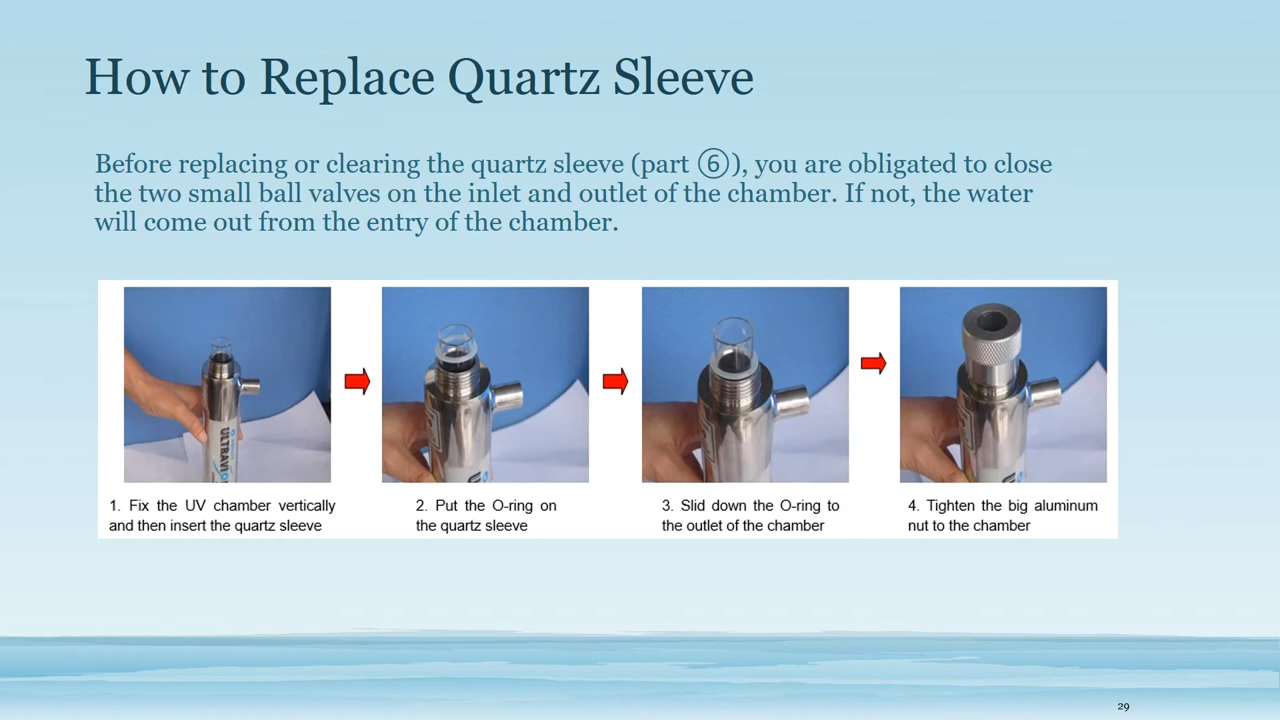 How to Replace Quartz Sleeve
Before replacing or clearing the quartz sleeve (part ⑥), you are obligated to close
the two small ball valves on the inlet and outlet of the chamber. If not, the water
will come out from the entry of the chamber.
ULTRAVIO
1. Fix the UV chamber vertically
and then insert the quartz sleeve
2. Put the O-ring on
the quartz sleeve
3. Slid down the O-ring to
the outlet of the chamber
4. Tighten the big aluminum
nut to the chamber
29